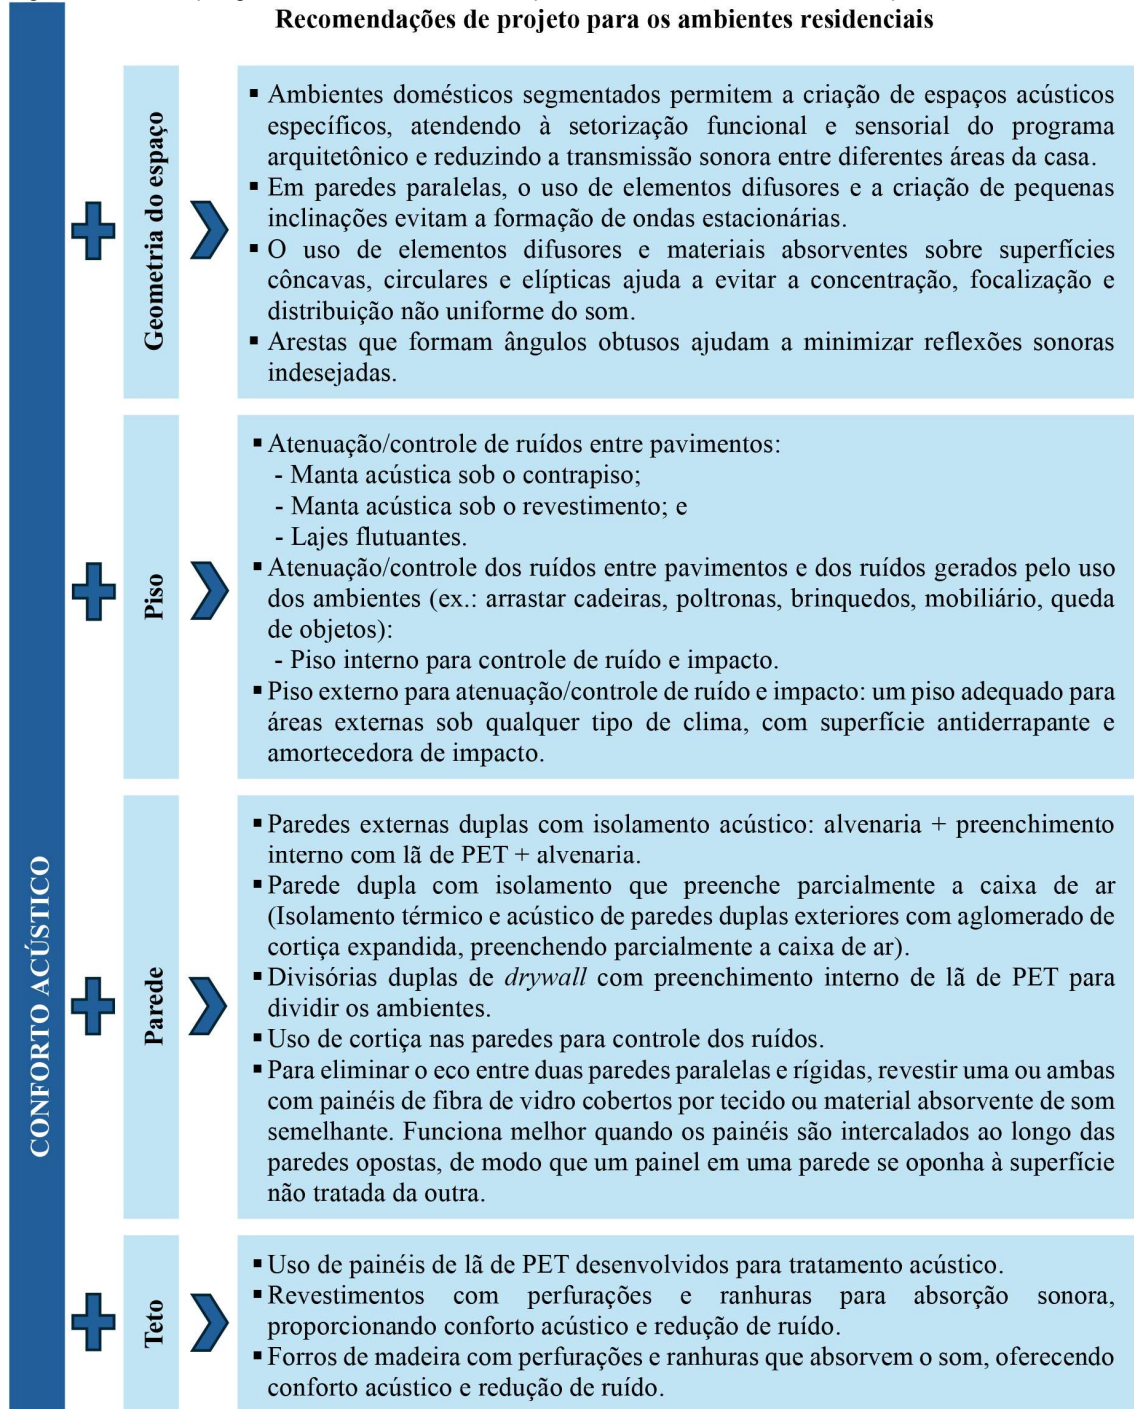 Recomendações de projeto para os ambientes residenciais
CONFORTO ACÚSTICO
Geometria do espaço
▪ Ambientes domésticos segmentados permitem a criação de espaços acústicos
específicos, atendendo à setorização funcional e sensorial do programa
arquitetônico e reduzindo a transmissão sonora entre diferentes áreas da casa.
▪ Em paredes paralelas, o uso de elementos difusores e a criação de pequenas
inclinações evitam a formação de ondas estacionárias.
▪ O uso de elementos difusores e materiais absorventes sobre superfícies
côncavas, circulares e elípticas ajuda a evitar a concentração, focalização e
distribuição não uniforme do som.
▪ Arestas que formam ângulos obtusos ajudam a minimizar reflexões sonoras
indesejadas.
Piso
▪ Atenuação/controle de ruídos entre pavimentos:
- Manta acústica sob o contrapiso;
- Manta acústica sob o revestimento; e
- Lajes flutuantes.
▪ Atenuação/controle dos ruídos entre pavimentos e dos ruídos gerados pelo uso
dos ambientes (ex.: arrastar cadeiras, poltronas, brinquedos, mobiliário, queda
de objetos):
- Piso interno para controle de ruído e impacto.
▪ Piso externo para atenuação/controle de ruído e impacto: um piso adequado para
áreas externas sob qualquer tipo de clima, com superfície antiderrapante e
amortecedora de impacto.
Parede
▪ Paredes externas duplas com isolamento acústico: alvenaria + preenchimento
interno com lã de PET + alvenaria.
▪ Parede dupla com isolamento que preenche parcialmente a caixa de ar
(Isolamento térmico e acústico de paredes duplas exteriores com aglomerado de
cortiça expandida, preenchendo parcialmente a caixa de ar).
▪ Divisórias duplas de drywall com preenchimento interno de lã de PET para
dividir os ambientes.
▪ Uso de cortiça nas paredes para controle dos ruídos.
▪ Para eliminar o eco entre duas paredes paralelas e rígidas, revestir uma ou ambas
com painéis de fibra de vidro cobertos por tecido ou material absorvente de som
semelhante. Funciona melhor quando os painéis são intercalados ao longo das
paredes opostas, de modo que um painel em uma parede se oponha à superfície
não tratada da outra.
Teto
▪ Uso de painéis de lã de PET desenvolvidos para tratamento acústico.
▪ Revestimentos com perfurações e ranhuras para absorção sonora,
proporcionando conforto acústico e redução de ruído.
▪ Forros de madeira com perfurações e ranhuras que absorvem o som, oferecendo
conforto acústico e redução de ruído.